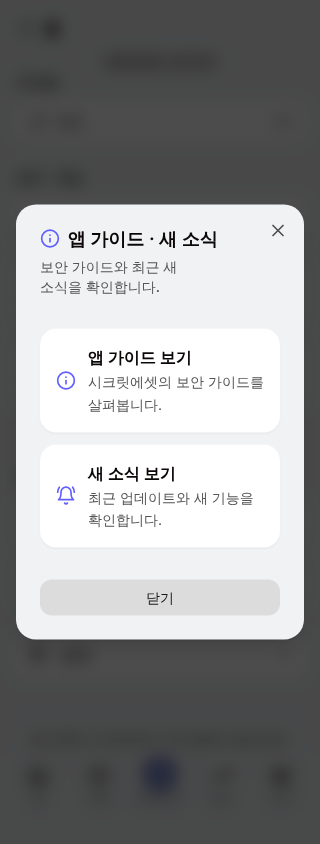 앱 가이드 · 새 소식
보안 가이드와 최근 새
소식을 확인합니다.
앱 가이드 보기
시크릿에셋의 보안 가이드를
살펴봅니다.
새 소식 보기
최근 업데이트와 새 기능을
확인합니다.
닫기